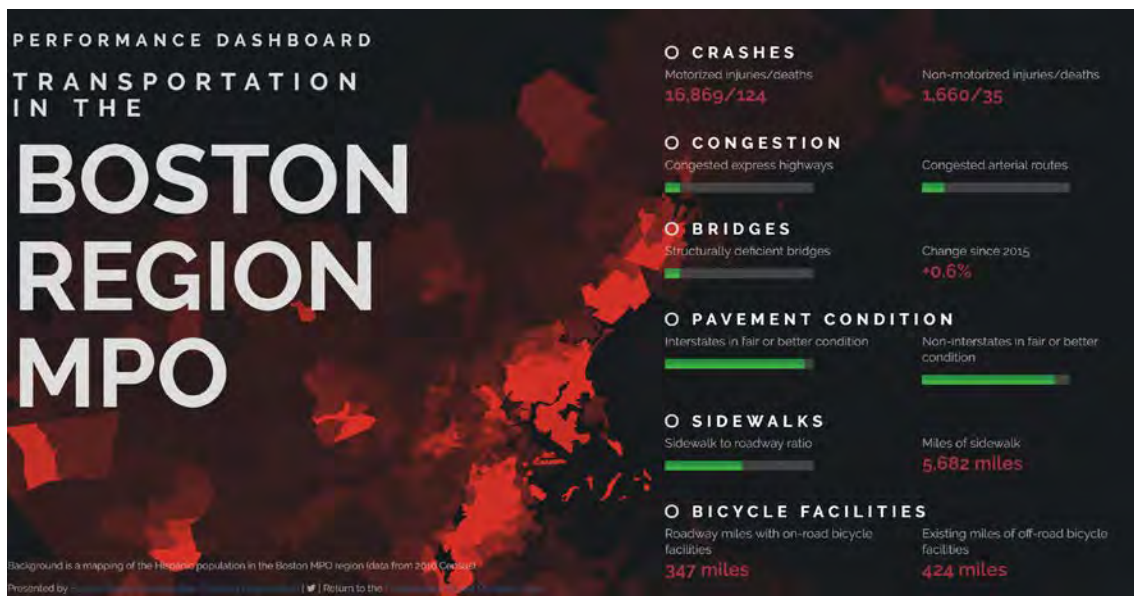 PERFORMANCE DASHBOARD
TRANSPORTATION
IN THE
BOSTON
REGION
MPO
Background is a mapping of the Hispanic population in the Boston MPO region (data from 2010 Census)
Presented by
| Return to the
CRASHES
Motorized injuries/deaths
16,869/124
Non-motorized injuries/deaths
1,660/35
CONGESTION
Congested express highways
Congested arterial routes
BRIDGES
Structurally deficient bridges
Change since 2015
+0.6%
PAVEMENT CONDITION
Interstates in fair or better condition
Non-interstates in fair or better
condition
SIDEWALKS
Sidewalk to roadway ratio
Miles of sidewalk
5,682 miles
BICYCLE FACILITIES
Roadway miles with on-road bicycle
facilities
347 miles
Existing miles of off-road bicycle
facilities
424 miles